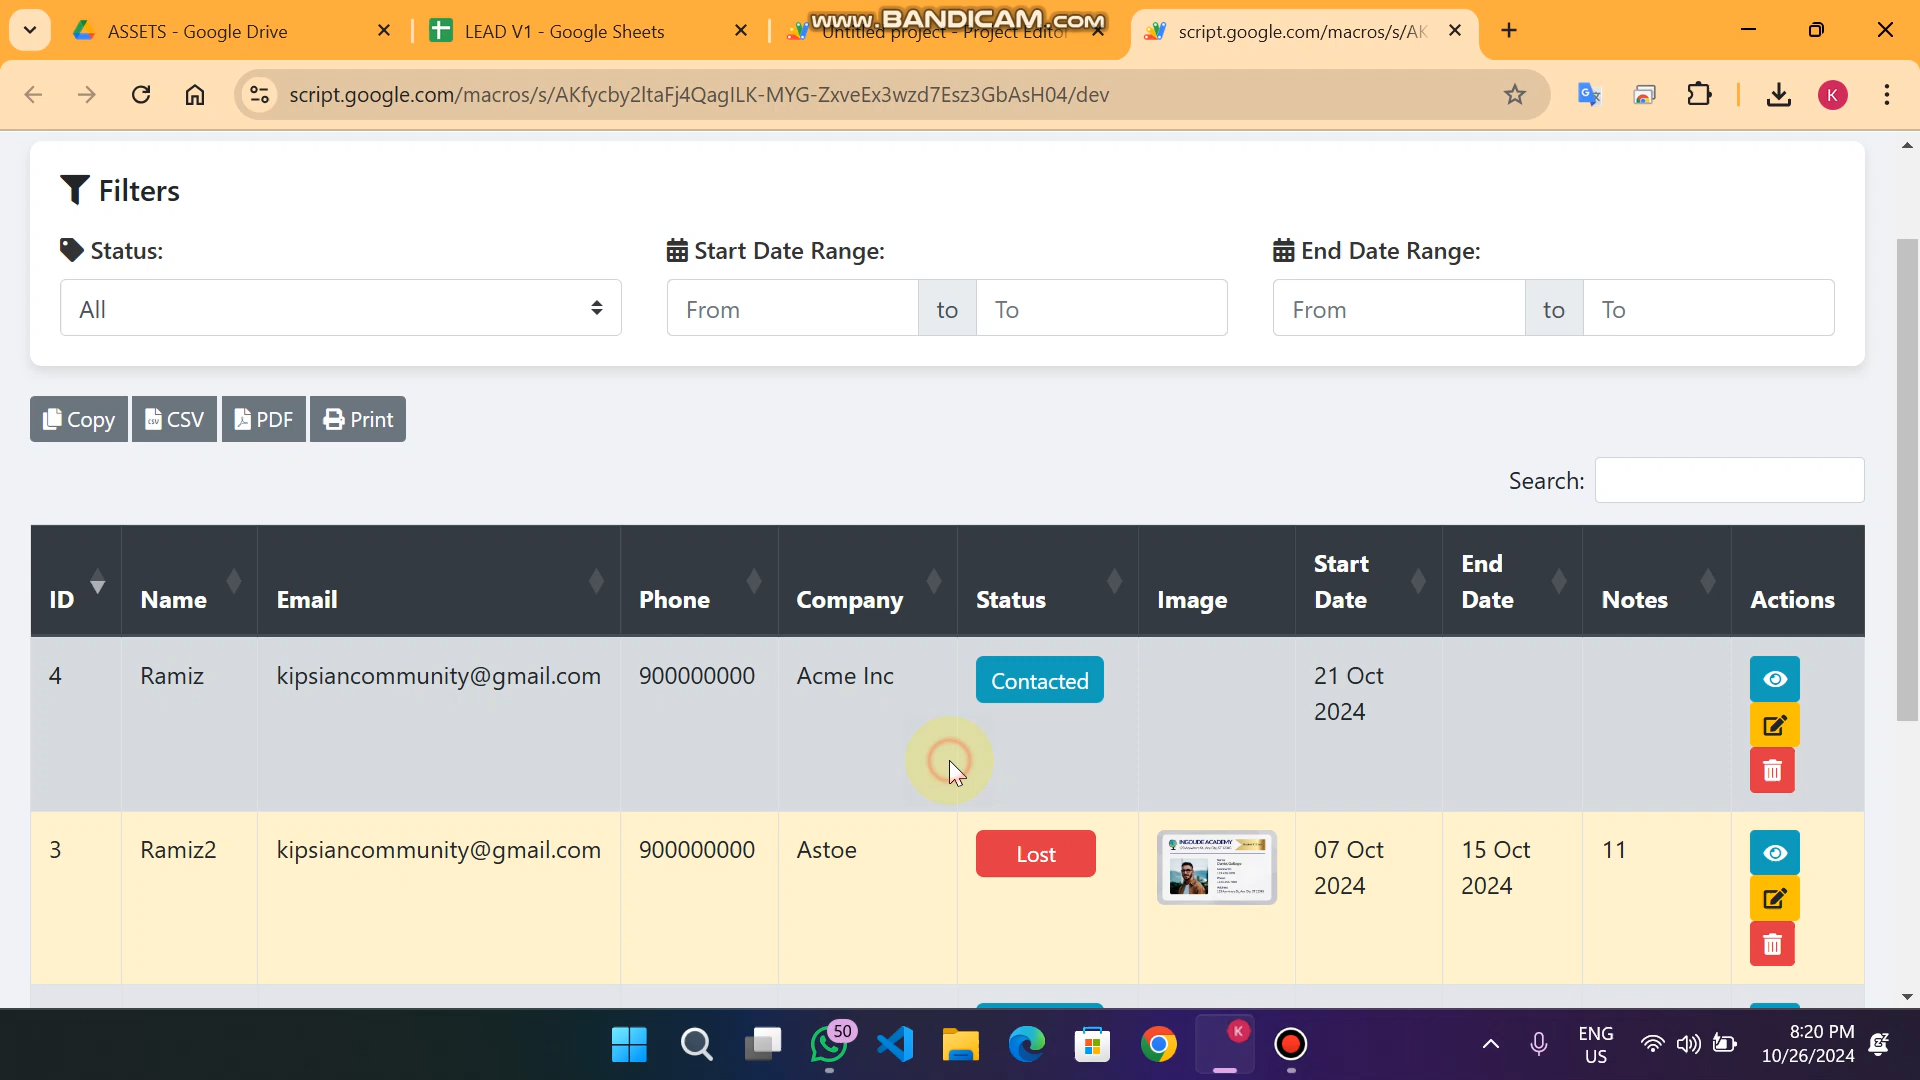 ASSETS - Google Drive
LEAD V1 - Google Sheets
Untitled project - Project Editor
www.BANDICAM.com
script.google.com/macros/s/AK
script.google.com/macros/s/AKfycby2ItaFj4QagILK-MYG-ZxveEx3wzd7Esz3GbAsH04/dev
K
Filters
Status:
Start Date Range:
End Date Range:
All
From to To
From to To
Copy CSV PDF Print
Search:
ID Name Email Phone Company Status Image Start Date End Date Notes Actions
4 Ramiz kipsiancommunity@gmail.com 900000000 Acme Inc Contacted 21 Oct 2024
3 Ramiz2 kipsiancommunity@gmail.com 900000000 Astoe Lost 07 Oct 2024 15 Oct 2024 11
INGOUDE ACADEMY
50
K
ENG
US
8:20 PM
10/26/2024